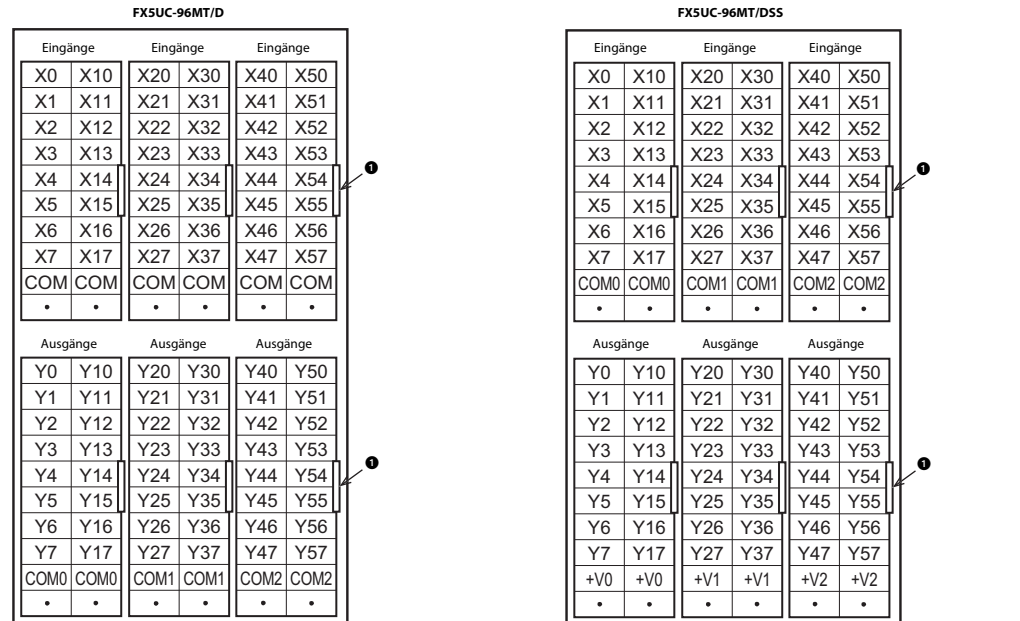 FX5UC-96MT/D
Eingänge Eingänge Eingänge
X0 X10 X20 X30 X40 X50
X1 X11 X21 X31 X41 X51
X2 X12 X22 X32 X42 X52
X3 X13 X23 X33 X43 X53
X4 X14 X24 X34 X44 X54
X5 X15 X25 X35 X45 X55
X6 X16 X26 X36 X46 X56
X7 X17 X27 X37 X47 X57
COM COM COM COM COM COM
• • • • • •
❶
Ausgänge Ausgänge Ausgänge
Y0 Y10 Y20 Y30 Y40 Y50
Y1 Y11 Y21 Y31 Y41 Y51
Y2 Y12 Y22 Y32 Y42 Y52
Y3 Y13 Y23 Y33 Y43 Y53
Y4 Y14 Y24 Y34 Y44 Y54
Y5 Y15 Y25 Y35 Y45 Y55
Y6 Y16 Y26 Y36 Y46 Y56
Y7 Y17 Y27 Y37 Y47 Y57
COM0 COM0 COM1 COM1 COM2 COM2
• • • • • •
❶
FX5UC-96MT/DSS
Eingänge Eingänge Eingänge
X0 X10 X20 X30 X40 X50
X1 X11 X21 X31 X41 X51
X2 X12 X22 X32 X42 X52
X3 X13 X23 X33 X43 X53
X4 X14 X24 X34 X44 X54
X5 X15 X25 X35 X45 X55
X6 X16 X26 X36 X46 X56
X7 X17 X27 X37 X47 X57
COM0 COM0 COM1 COM1 COM2 COM2
• • • • • •
❶
Ausgänge Ausgänge Ausgänge
Y0 Y10 Y20 Y30 Y40 Y50
Y1 Y11 Y21 Y31 Y41 Y51
Y2 Y12 Y22 Y32 Y42 Y52
Y3 Y13 Y23 Y33 Y43 Y53
Y4 Y14 Y24 Y34 Y44 Y54
Y5 Y15 Y25 Y35 Y45 Y55
Y6 Y16 Y26 Y36 Y46 Y56
Y7 Y17 Y27 Y37 Y47 Y57
+V0 +V0 +V1 +V1 +V2 +V2
• • • • • •
❶